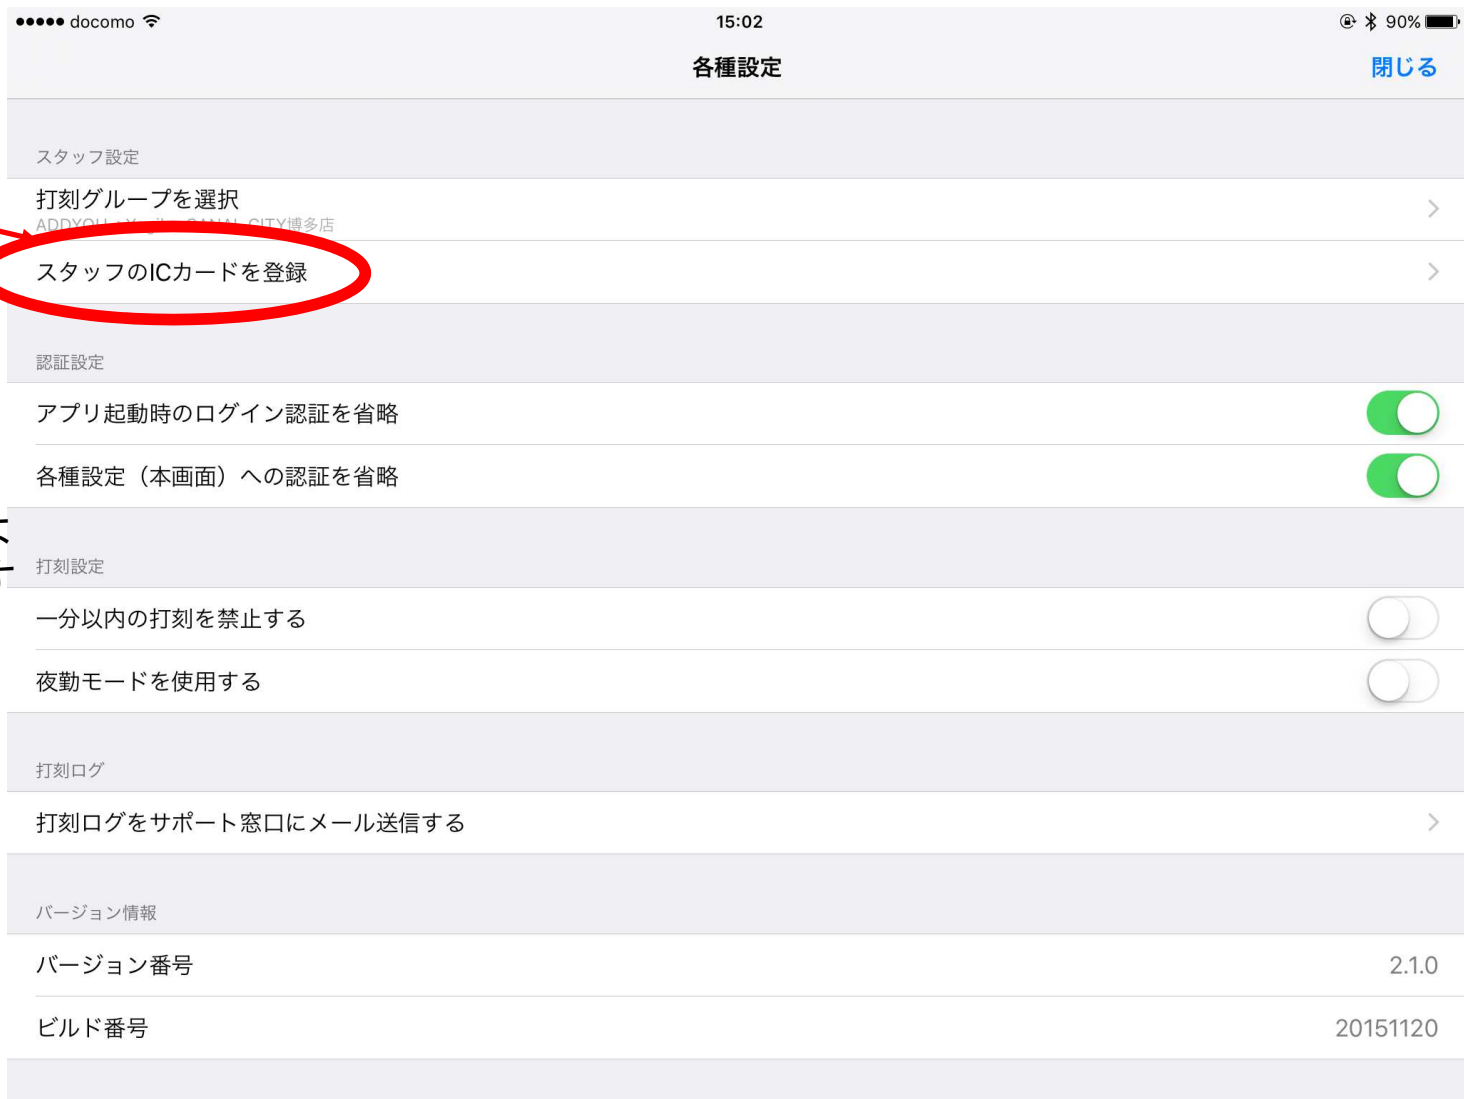 docomo
15:02
90%
各種設定
閉じる
スタッフ設定
打刻グループを選択
CITY博多店
スタッフのICカードを登録
認証設定
アプリ起動時のログイン認証を省略
各種設定（本画面）への認証を省略
打刻設定
一分以内の打刻を禁止する
夜勤モードを使用する
打刻ログ
打刻ログをサポート窓口にメール送信する
バージョン情報
バージョン番号
2.1.0
ビルド番号
20151120